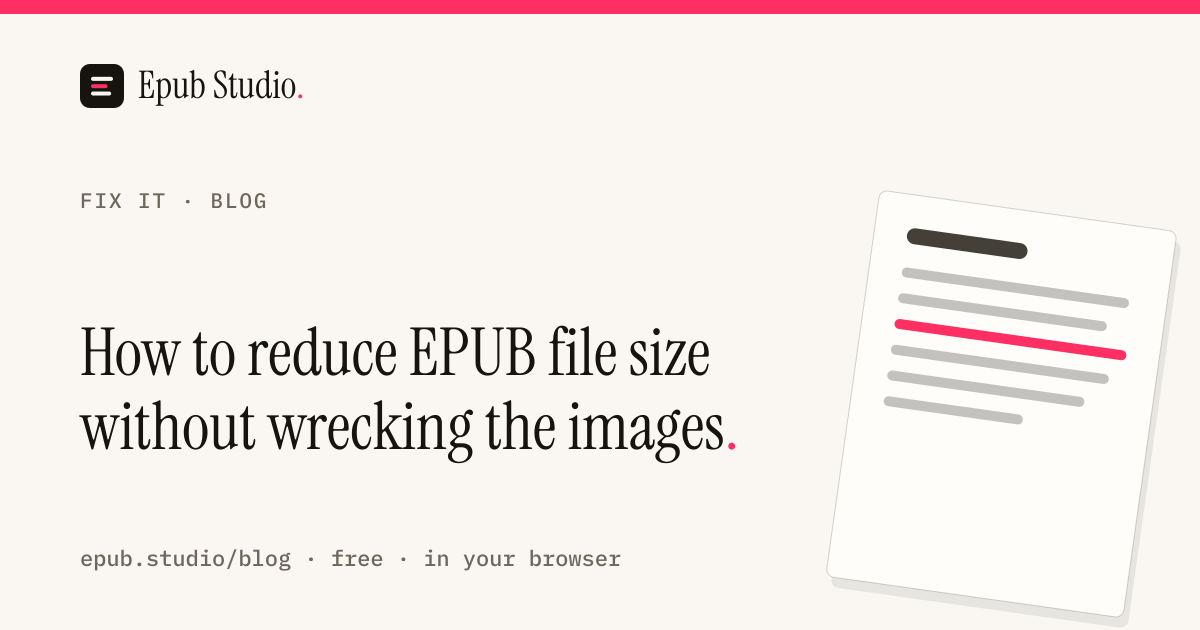 Epub Studio.
FIX IT · BLOG
How to reduce EPUB file size
without wrecking the images.
epub.studio/blog · free · in your browser